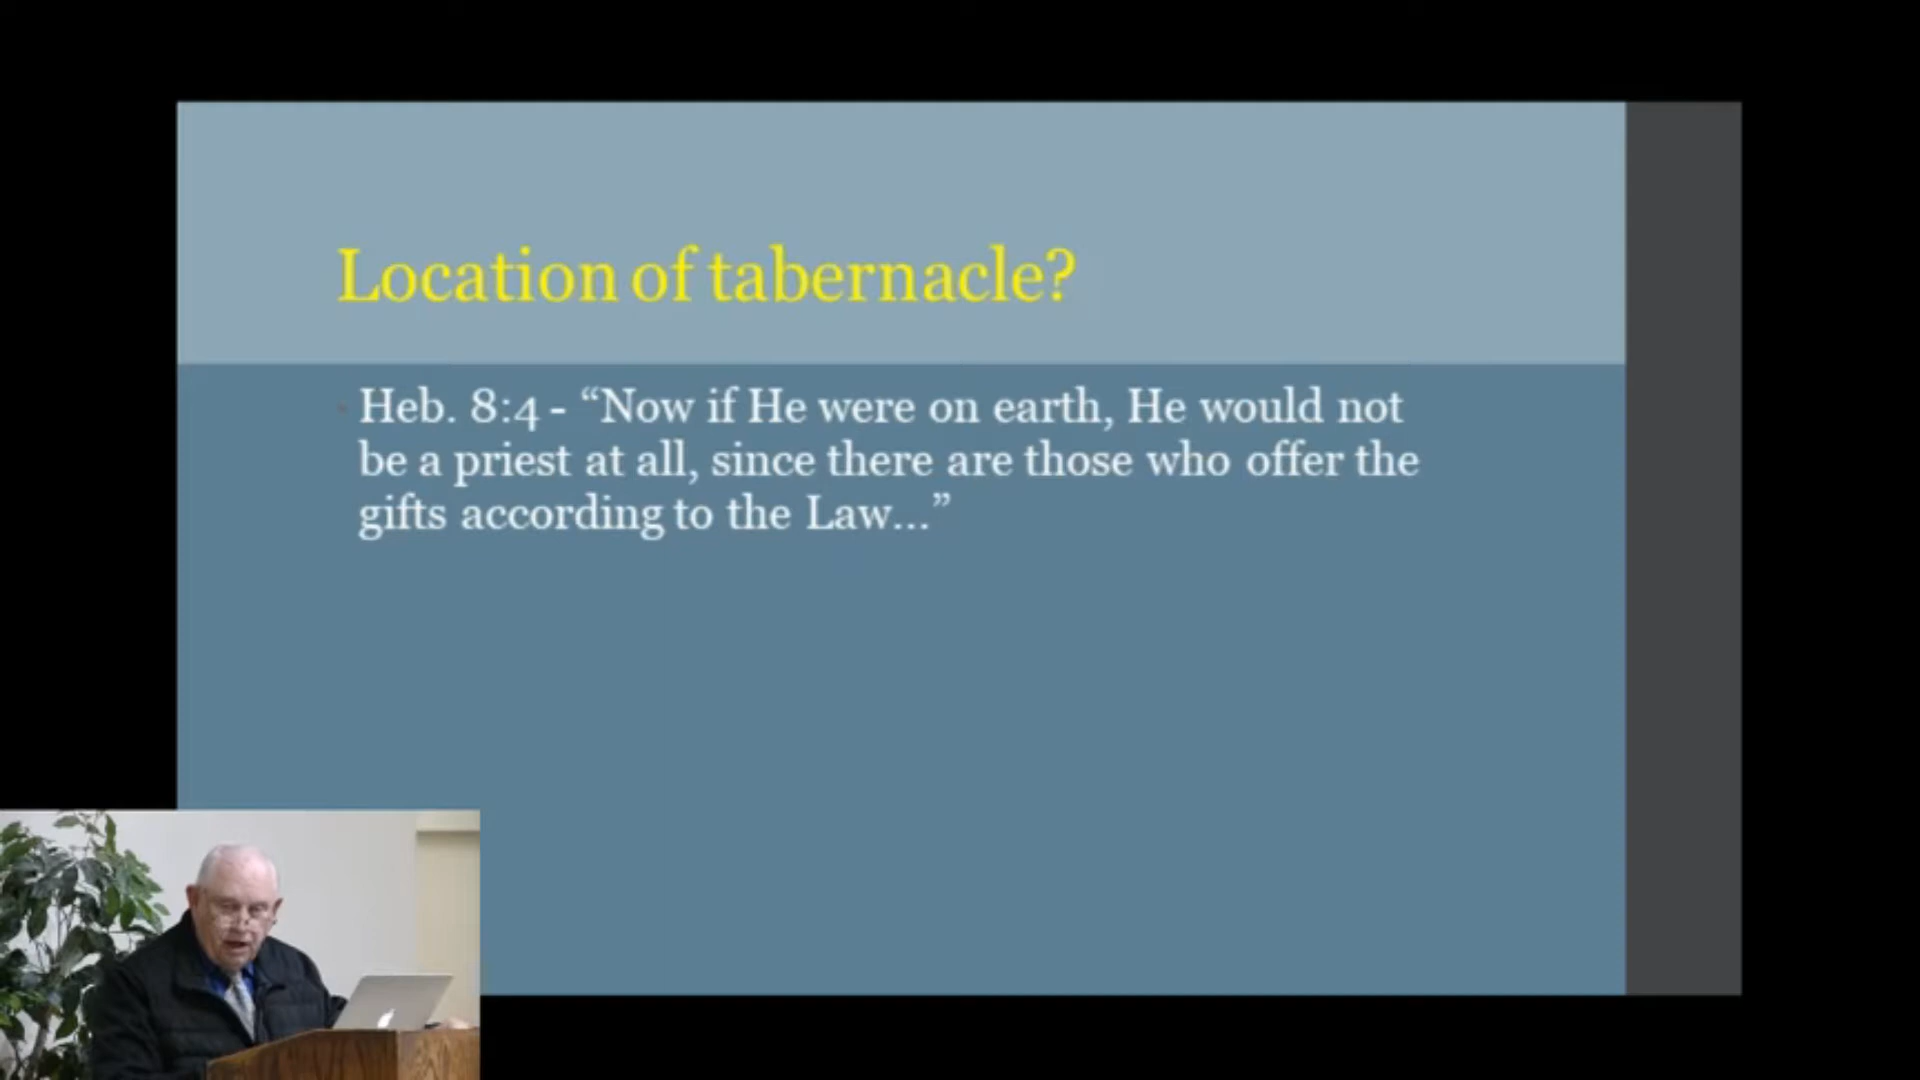 Location of tabernacle?
Heb. 8:4 - “Now if He were on earth, He would not
be a priest at all, since there are those who offer the
gifts according to the Law...”